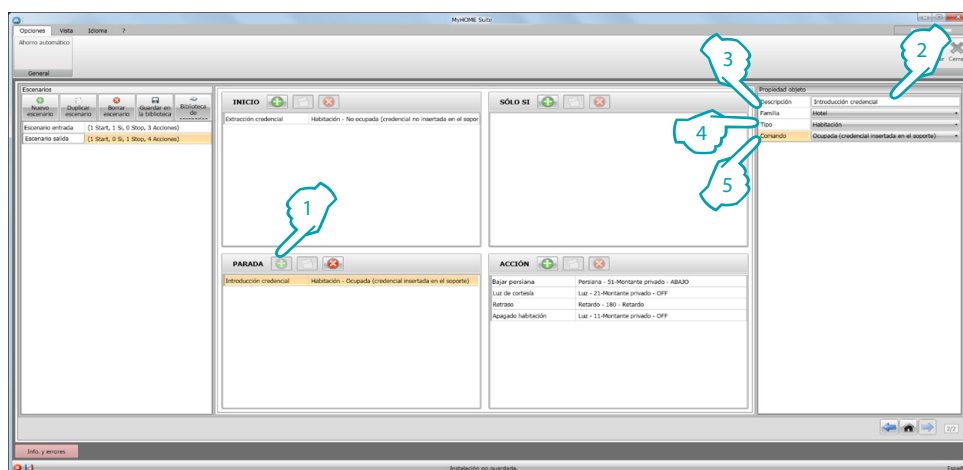 MyHOME Suite
Opciones Vista Idioma ?
Ahorro automático
General
Cerrar
Escenarios
Nuevo escenario
Duplicar escenario
Borrar escenario
Guardar en la biblioteca
Biblioteca de
Escenario entrada (1 Start, 1 Si, 0 Stop, 3 Acciones)
Escenario salida (1 Start, 0 Si, 1 Stop, 4 Acciones)
INICIO
Extracción credencial Habitación - No ocupada (credencial no insertada en el sopor
SÓLO SI
PARADA
Introducción credencial Habitación - Ocupada (credencial insertada en el soporte)
ACCIÓN
Bajar persiana Persiana - 51-Montante privado - ABAJO
Luz de cortesía Luz - 21-Montante privado - OFF
Retraso Retardo - 180 - Retardo
Apagado habitación Luz - 11-Montante privado - OFF
Propiedad objeto
Descripción Introducción credencial
Familia Hotel
Tipo Habitación
Comando Ocupada (credencial insertada en el soporte)
1
2
3
4
5
2/2
Info. y errores
Instalación no guardada.
Españ